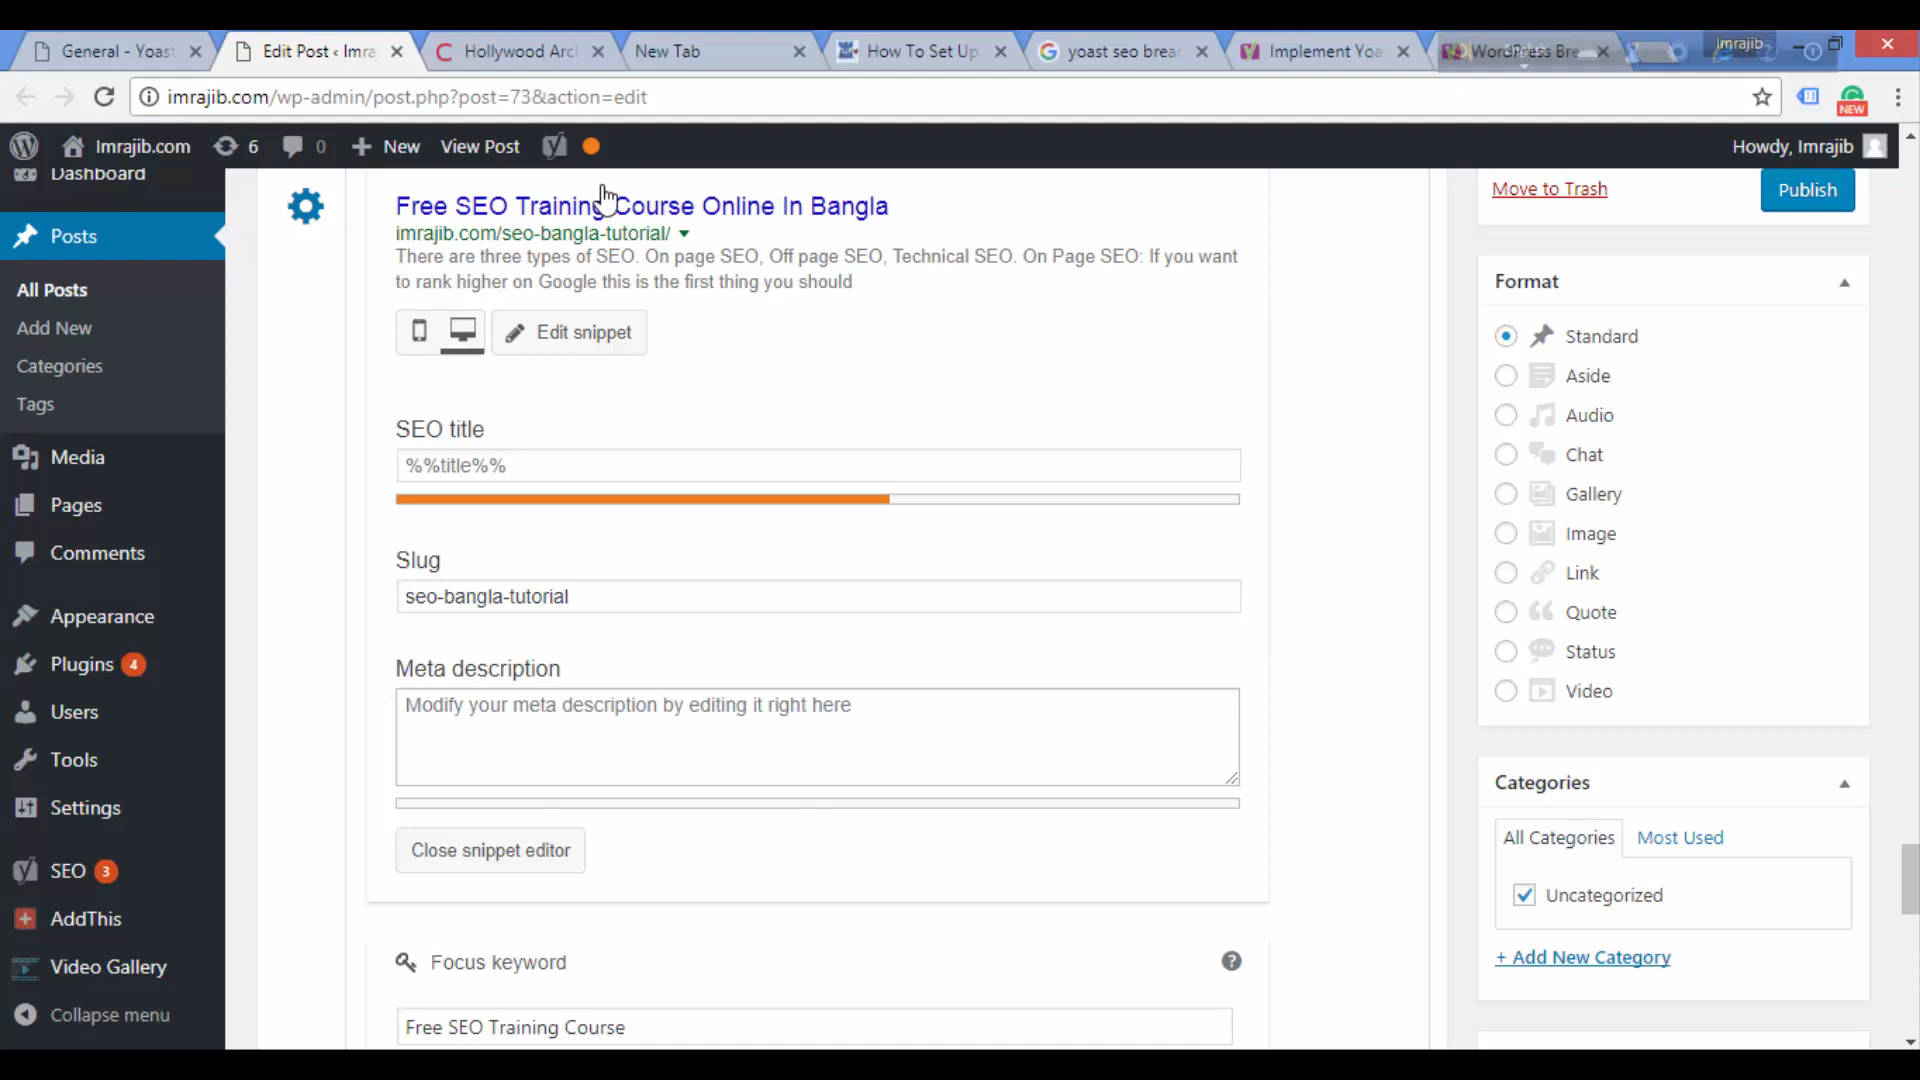 General - Yoast
Edit Post ‹ Imra
Hollywood Arc
New Tab
How To Set Up
yoast seo brea
Implement Yoa
WordPress Bre
Imrajib
imrajib.com/wp-admin/post.php?post=73&action=edit
NEW
Imrajib.com
6
0
New
View Post
Howdy, Imrajib
Dashboard
Posts
All Posts
Add New
Categories
Tags
Media
Pages
Comments
Appearance
Plugins 4
Users
Tools
Settings
SEO 3
AddThis
Video Gallery
Collapse menu
Free SEO Training Course Online In Bangla
imrajib.com/seo-bangla-tutorial/
There are three types of SEO. On page SEO, Off page SEO, Technical SEO. On Page SEO: If you want
to rank higher on Google this is the first thing you should
Edit snippet
SEO title
%%title%%
Slug
seo-bangla-tutorial
Meta description
Modify your meta description by editing it right here
Close snippet editor
Focus keyword
Free SEO Training Course
Move to Trash
Publish
Format
Standard
Aside
Audio
Chat
Gallery
Image
Link
Quote
Status
Video
Categories
All Categories
Most Used
Uncategorized
+ Add New Category